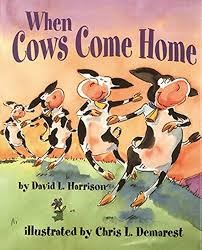 When
Cows Come Home
by David L. Harrison
illustrated by Chris L. Demarest